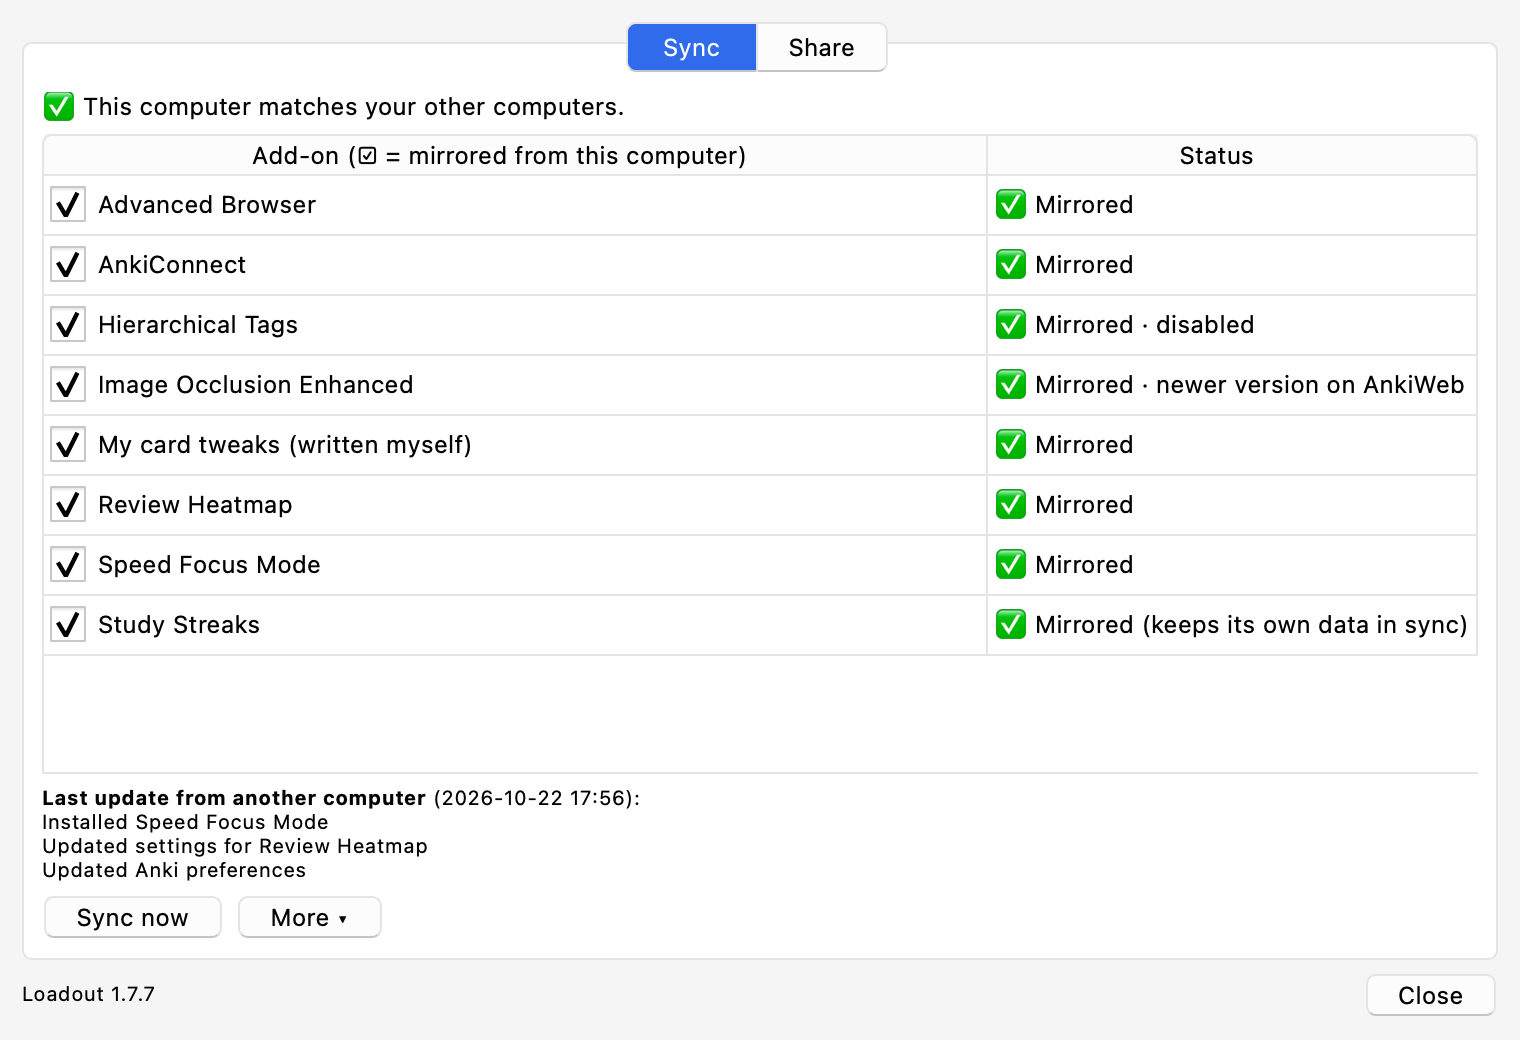 Sync Share
✅ This computer matches your other computers.
Add-on (☑ = mirrored from this computer) Status
Advanced Browser ✅ Mirrored
AnkiConnect ✅ Mirrored
Hierarchical Tags ✅ Mirrored · disabled
Image Occlusion Enhanced ✅ Mirrored · newer version on AnkiWeb
My card tweaks (written myself) ✅ Mirrored
Review Heatmap ✅ Mirrored
Speed Focus Mode ✅ Mirrored
Study Streaks ✅ Mirrored (keeps its own data in sync)
Last update from another computer (2026-10-22 17:56):
Installed Speed Focus Mode
Updated settings for Review Heatmap
Updated Anki preferences
Sync now More ▾
Loadout 1.7.7 Close